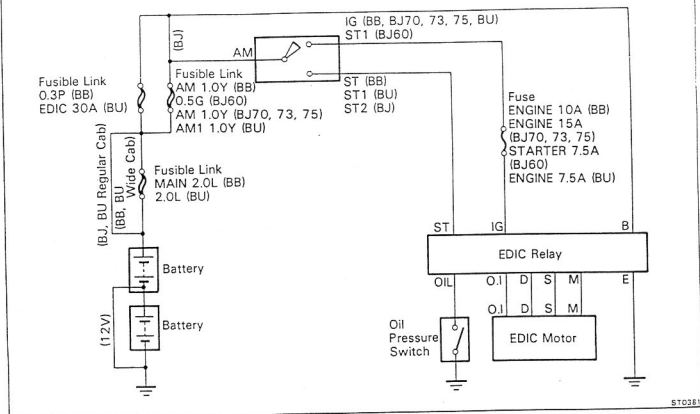 IG (BB, BJ70, 73, 75, BU)
ST1 (BJ60)
(BJ)
AM
Fusible Link
0.3P (BB)
EDIC 30A (BU)
Fusible Link
AM 1.0Y (BB)
0.5G (BJ60)
AM 1.0Y (BJ70, 73, 75)
AM1 1.0Y (BU)
ST (BB)
ST1 (BU)
ST2 (BJ)
Fuse
ENGINE 10A (BB)
ENGINE 15A
(BJ70, 73, 75)
STARTER 7.5A
(BJ60)
ENGINE 7.5A (BU)
(BJ, BU Regular Cab)
(BB, BU
Wide Cab)
Fusible Link
MAIN 2.0L (BB)
2.0L (BU)
ST IG B
EDIC Relay
OIL O.I D S M E
Battery
(12V)
Battery
O.I D S M
EDIC Motor
Oil
Pressure
Switch